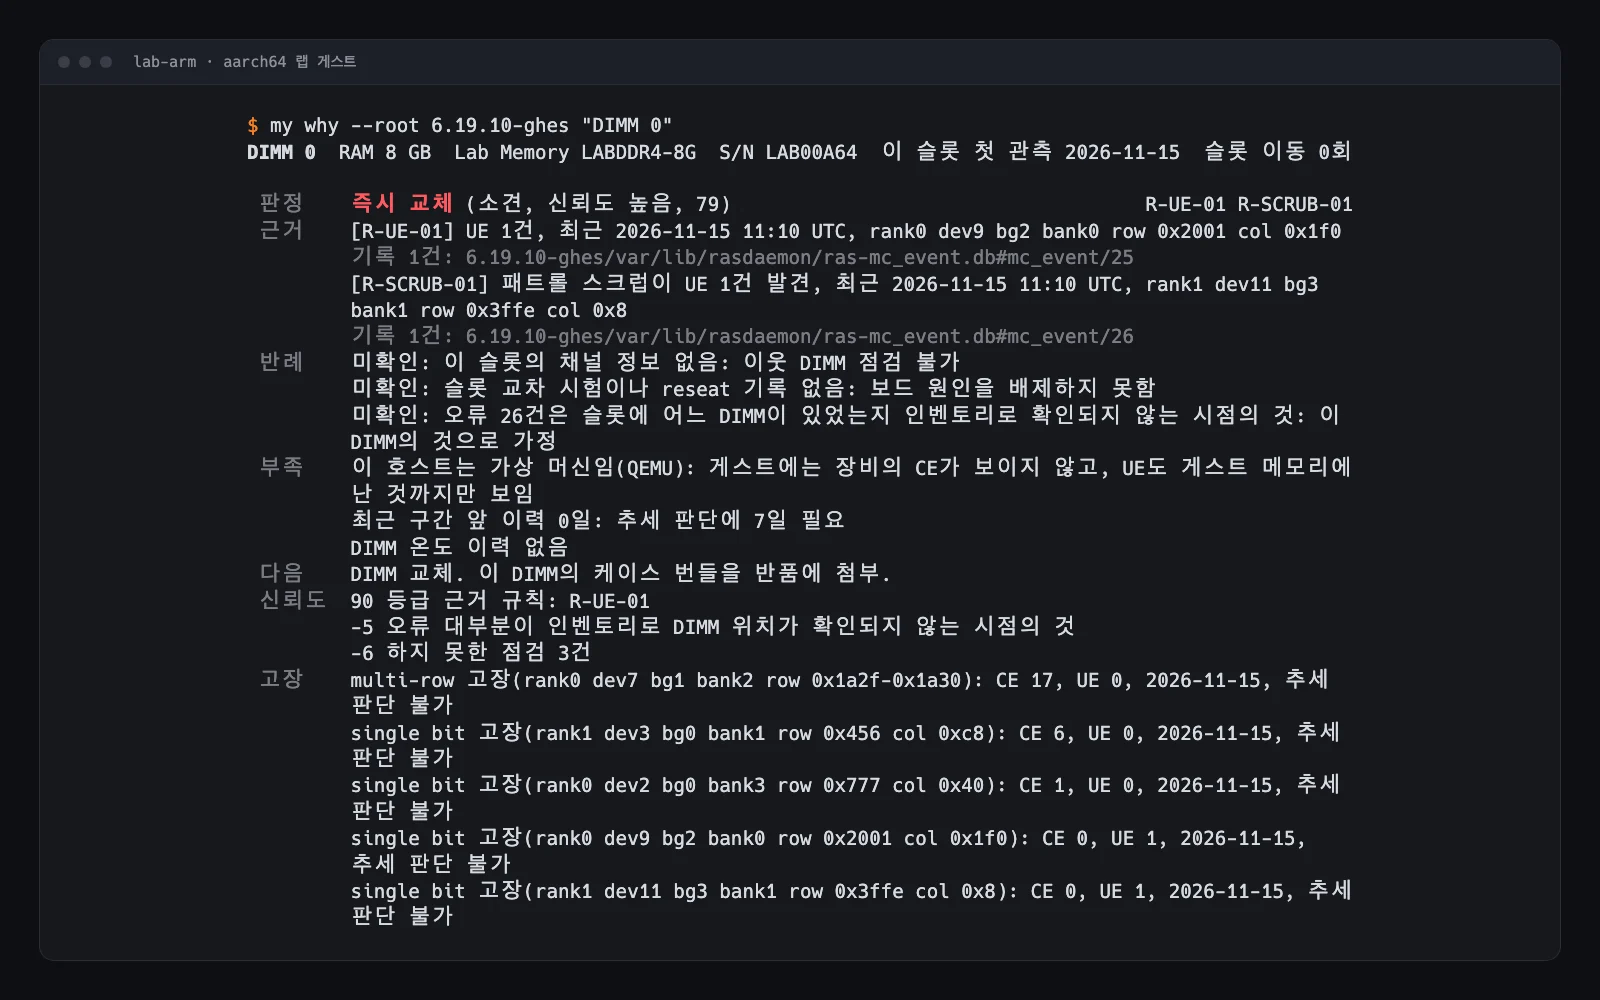 lab-arm · aarch64 랩 게스트
$ my why --root 6.19.10-ghes "DIMM 0"
DIMM 0 RAM 8 GB Lab Memory LABDDR4-8G S/N LAB00A64 이 슬롯 첫 관측 2026-11-15 슬롯 이동 0회
판정 즉시 교체 (소견, 신뢰도 높음, 79) R-UE-01 R-SCRUB-01
근거 [R-UE-01] UE 1건, 최근 2026-11-15 11:10 UTC, rank0 dev9 bg2 bank0 row 0x2001 col 0x1f0
기록 1건: 6.19.10-ghes/var/lib/rasdaemon/ras-mc_event.db#mc_event/25
[R-SCRUB-01] 패트롤 스크럽이 UE 1건 발견, 최근 2026-11-15 11:10 UTC, rank1 dev11 bg3
bank1 row 0x3ffe col 0x8
기록 1건: 6.19.10-ghes/var/lib/rasdaemon/ras-mc_event.db#mc_event/26
반례 미확인: 이 슬롯의 채널 정보 없음: 이웃 DIMM 점검 불가
미확인: 슬롯 교차 시험이나 reseat 기록 없음: 보드 원인을 배제하지 못함
미확인: 오류 26건은 슬롯에 어느 DIMM이 있었는지 인벤토리로 확인되지 않는 시점의 것: 이
DIMM의 것으로 가정
부족 이 호스트는 가상 머신임(QEMU): 게스트에는 장비의 CE가 보이지 않고, UE도 게스트 메모리에
난 것까지만 보임
최근 구간 앞 이력 0일: 추세 판단에 7일 필요
DIMM 온도 이력 없음
다음 DIMM 교체. 이 DIMM의 케이스 번들을 반품에 첨부.
신뢰도 90 등급 근거 규칙: R-UE-01
-5 오류 대부분이 인벤토리로 DIMM 위치가 확인되지 않는 시점의 것
-6 하지 못한 점검 3건
고장 multi-row 고장(rank0 dev7 bg1 bank2 row 0x1a2f-0x1a30): CE 17, UE 0, 2026-11-15, 추세
판단 불가
single bit 고장(rank1 dev3 bg0 bank1 row 0x456 col 0xc8): CE 6, UE 0, 2026-11-15, 추세
판단 불가
single bit 고장(rank0 dev2 bg0 bank3 row 0x777 col 0x40): CE 1, UE 0, 2026-11-15, 추세
판단 불가
single bit 고장(rank0 dev9 bg2 bank0 row 0x2001 col 0x1f0): CE 0, UE 1, 2026-11-15,
추세 판단 불가
single bit 고장(rank1 dev11 bg3 bank1 row 0x3ffe col 0x8): CE 0, UE 1, 2026-11-15, 추세
판단 불가